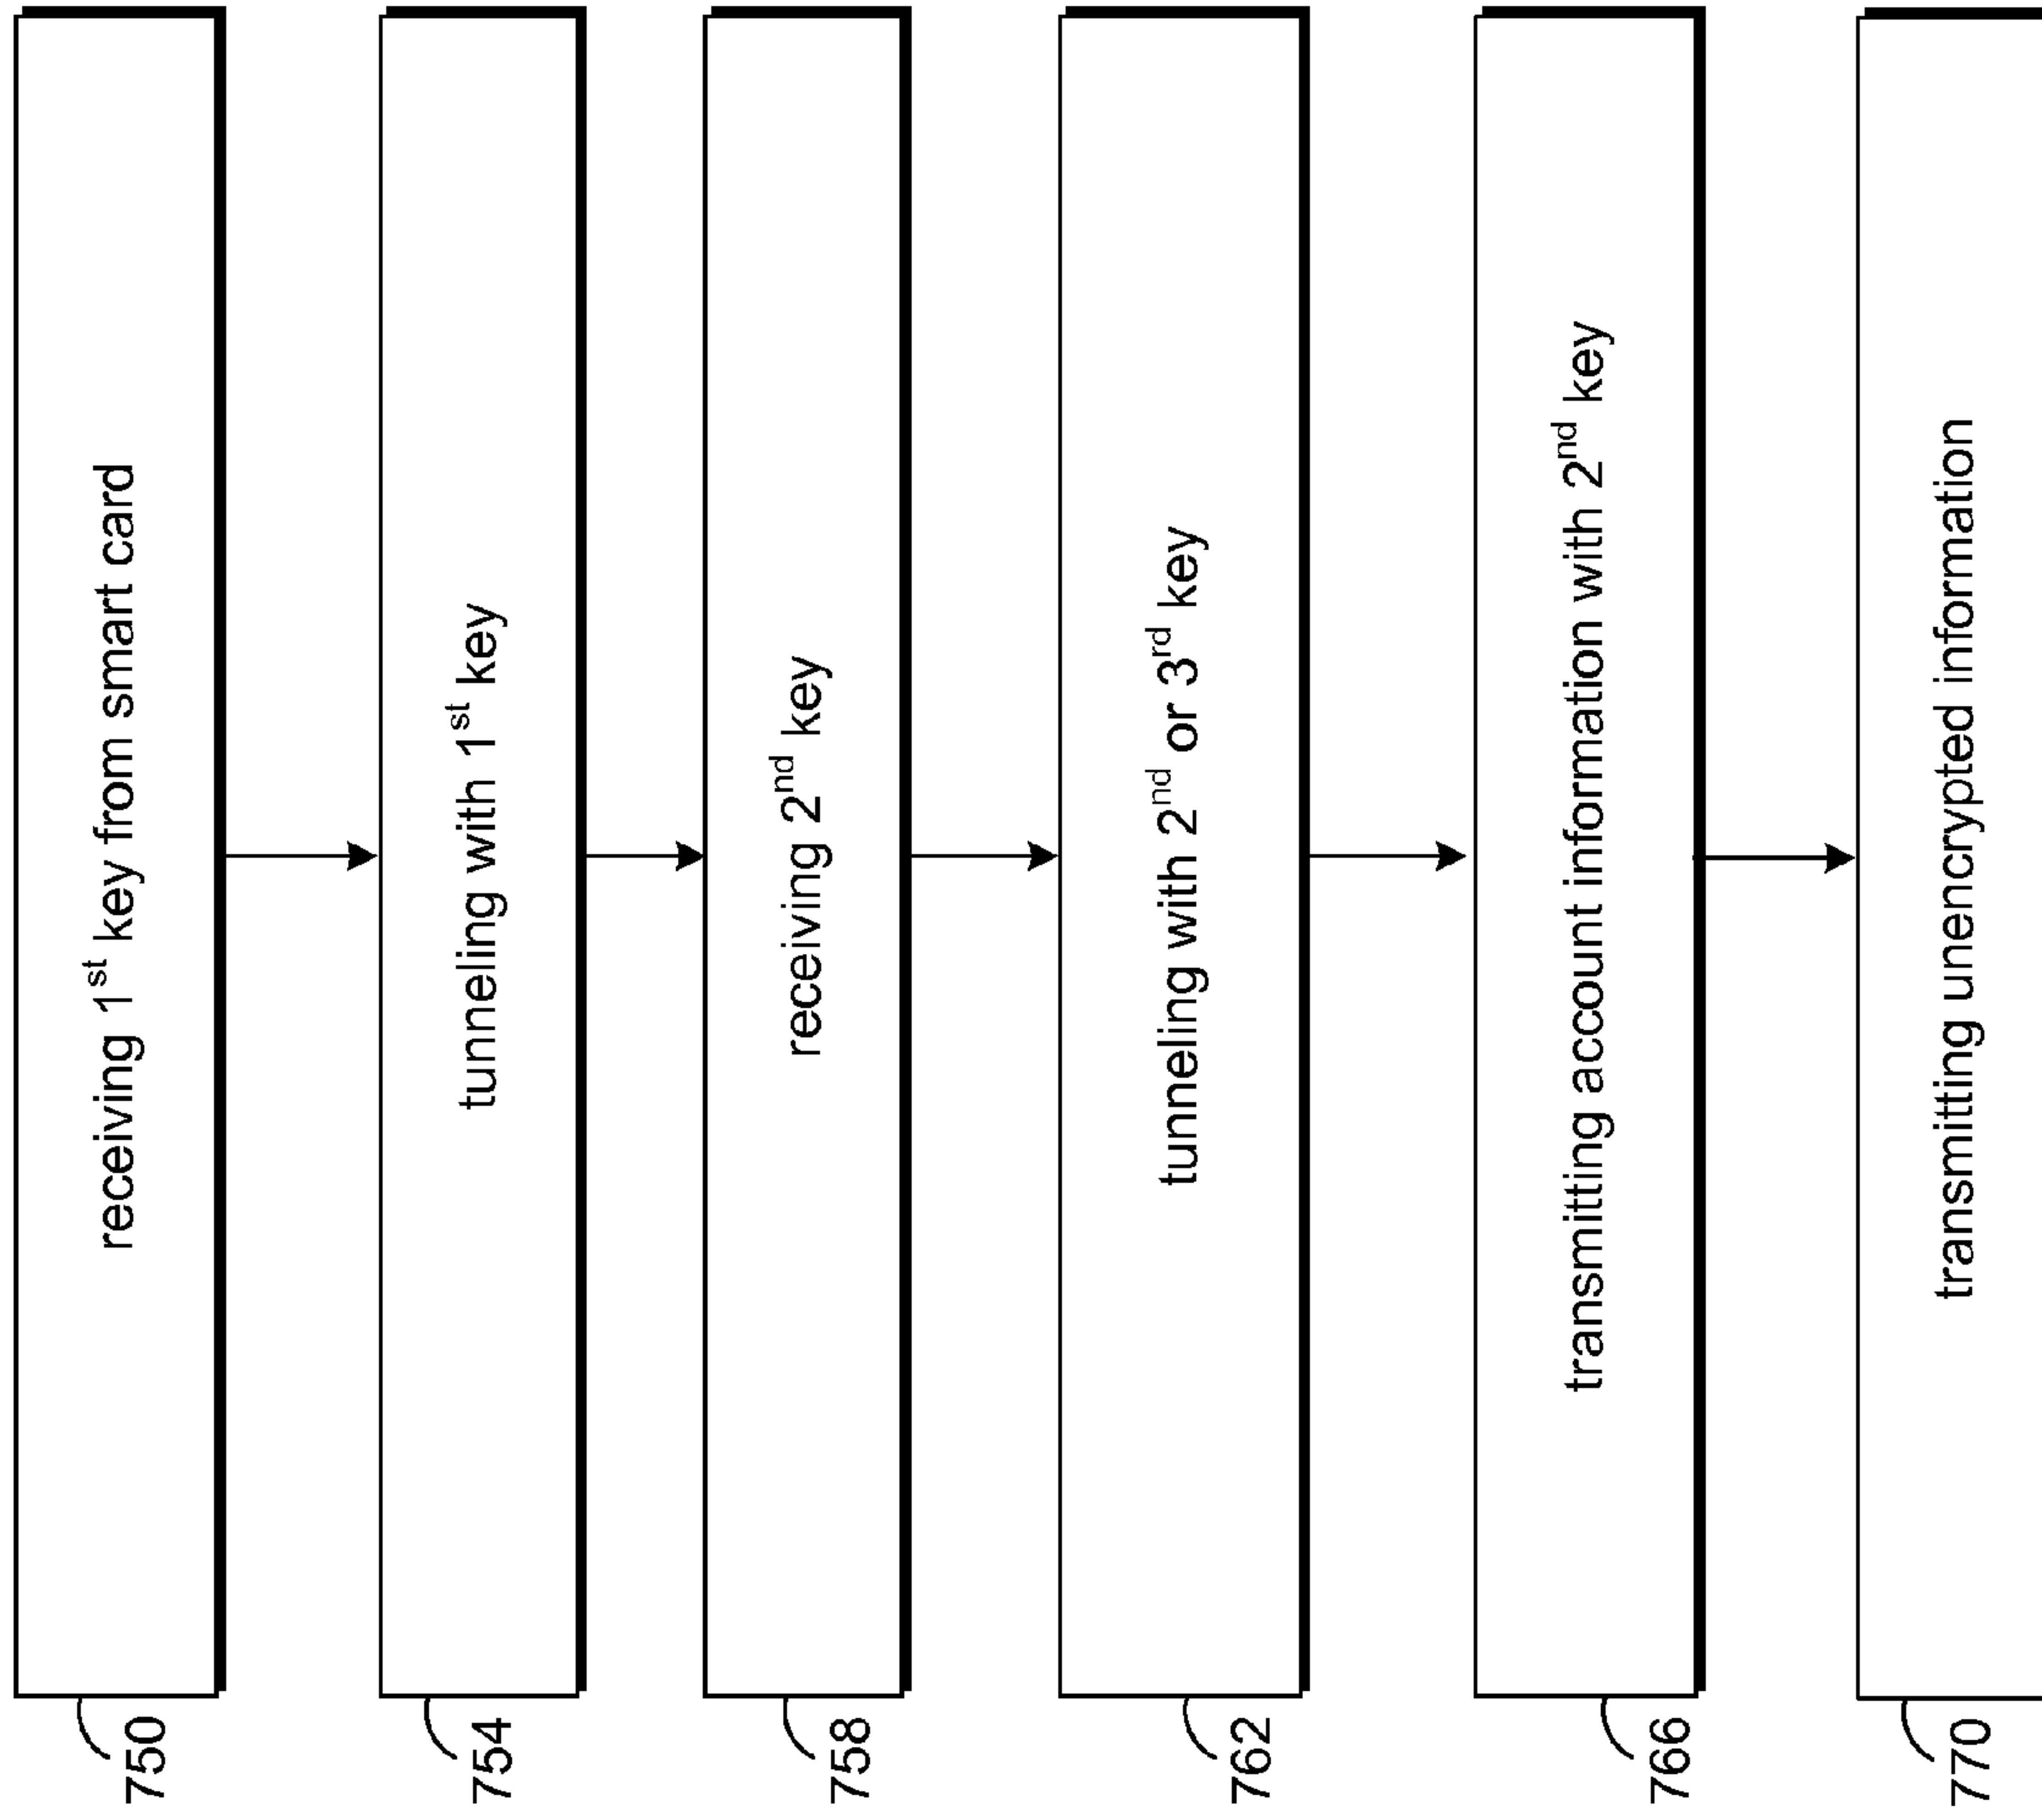 750 receiving 1st key from smart card
754 tunneling with 1st key
758 receiving 2nd key
762 tunneling with 2nd or 3rd key
766 transmitting account information with 2nd key
770 transmitting unencrypted information